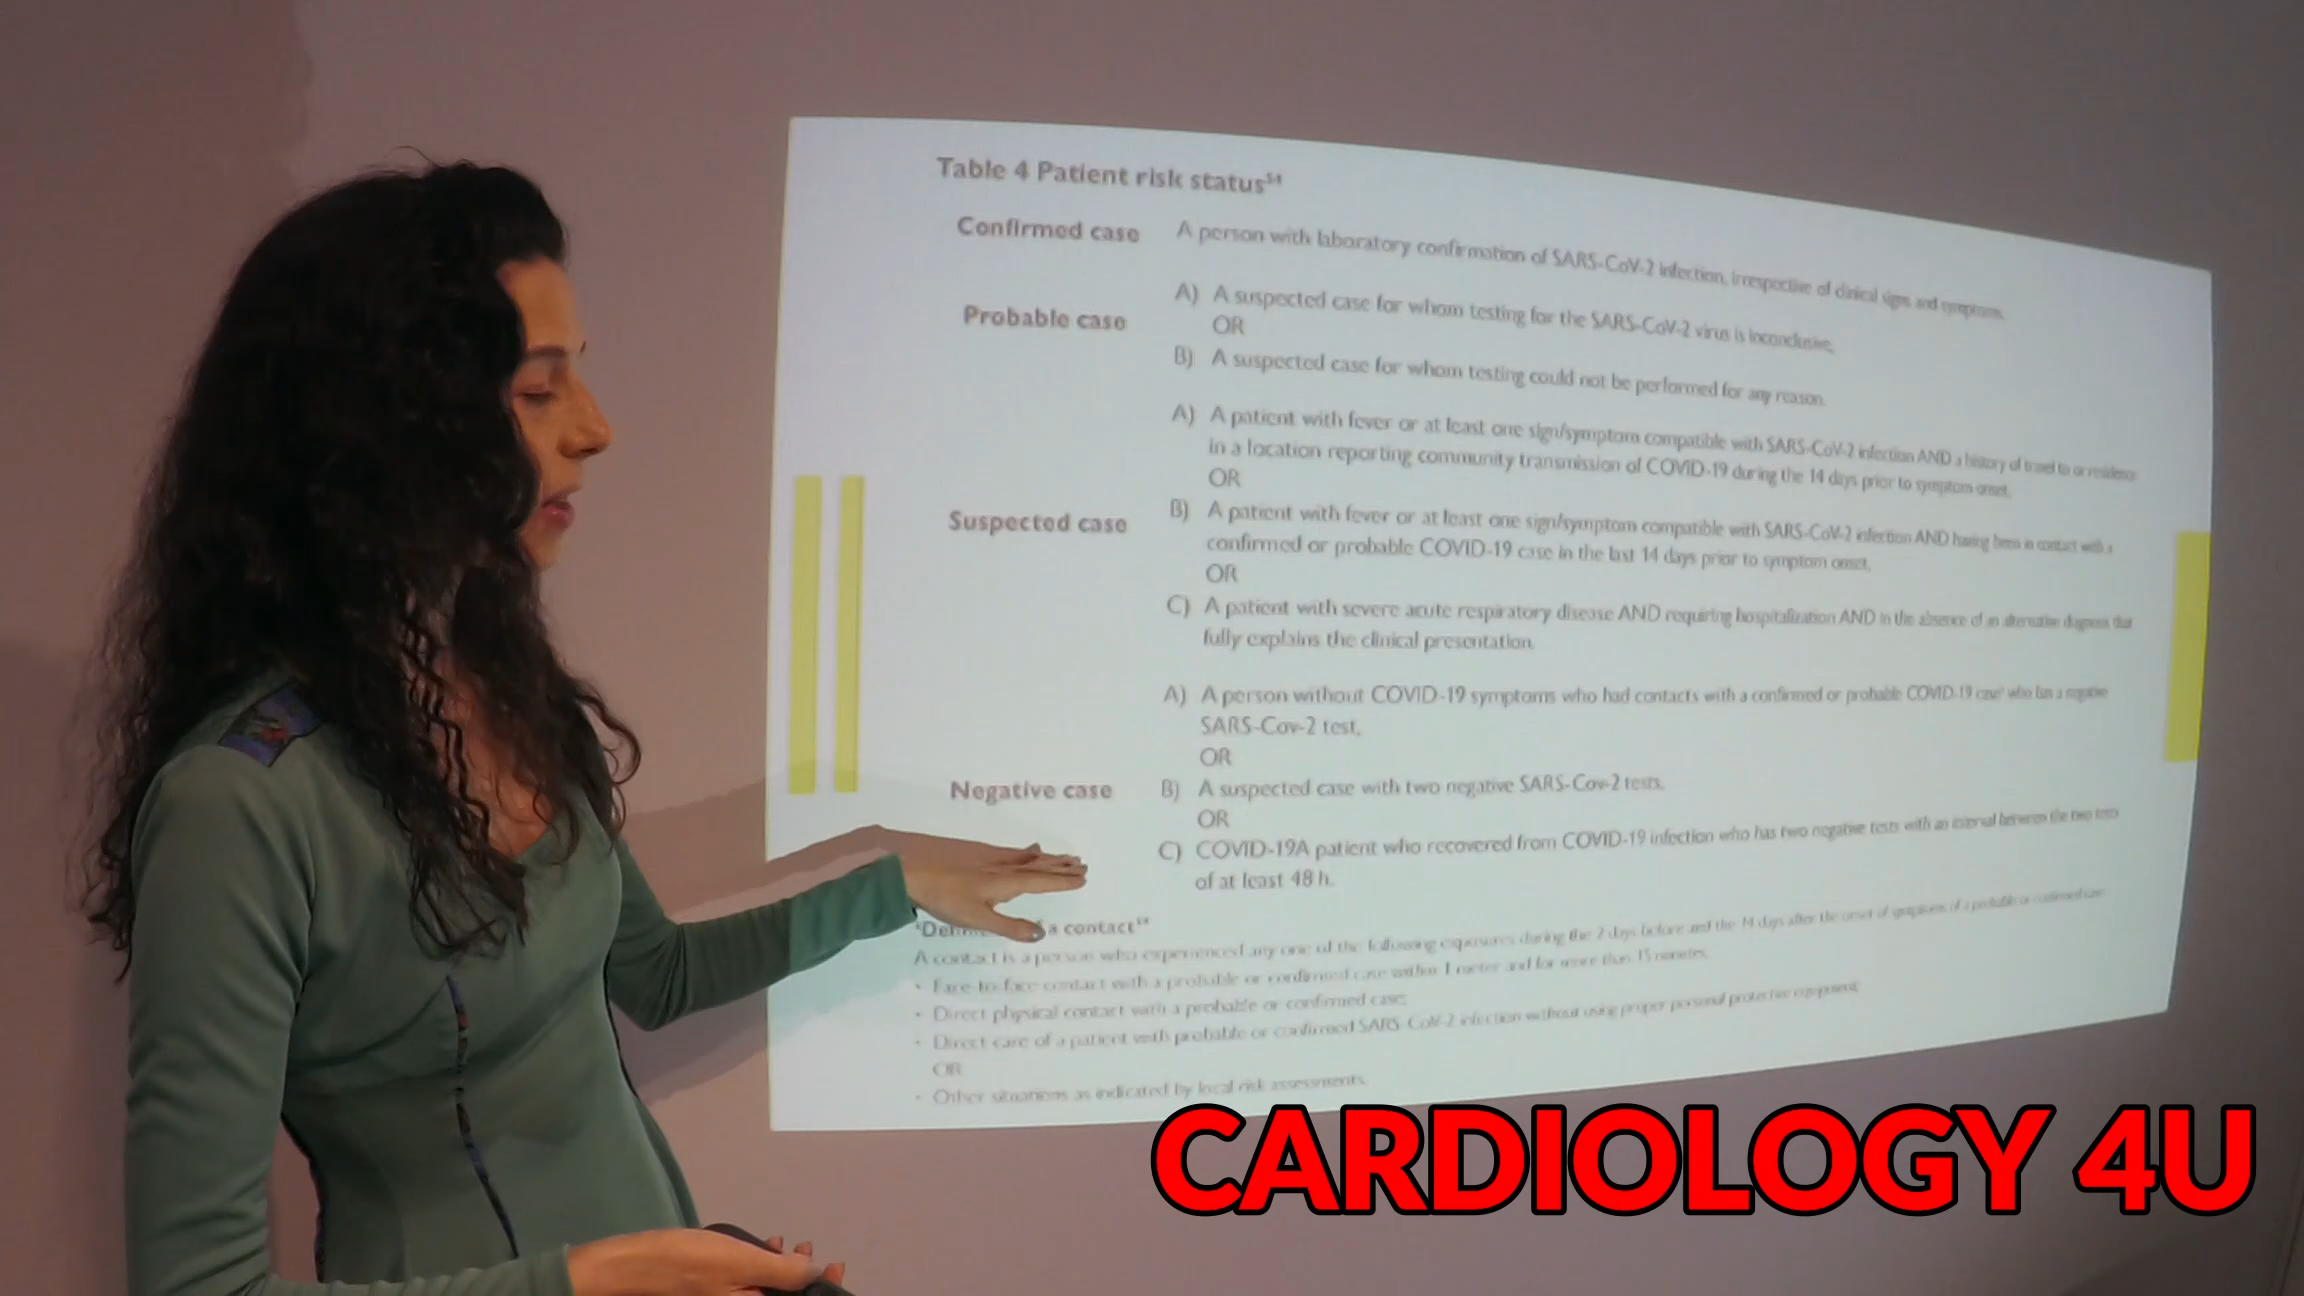 Table 4 Patient risk status⁵⁴
Confirmed case A person with laboratory confirmation of SARS-CoV-2 infection, irrespective of clinical signs and symptoms.
Probable case A) A suspected case for whom testing for the SARS-CoV-2 virus is inconclusive,
OR
B) A suspected case for whom testing could not be performed for any reason.
A) A patient with fever or at least one sign/symptom compatible with SARS-CoV-2 infection AND a history of travel to or residence
in a location reporting community transmission of COVID-19 during the 14 days prior to symptom onset,
OR
Suspected case B) A patient with fever or at least one sign/symptom compatible with SARS-CoV-2 infection AND having been in contact with a
confirmed or probable COVID-19 case in the last 14 days prior to symptom onset,
OR
C) A patient with severe acute respiratory disease AND requiring hospitalization AND in the absence of an alternative diagnosis that
fully explains the clinical presentation.
A) A person without COVID-19 symptoms who had contacts with a confirmed or probable COVID-19 case* who has a negative
SARS-Cov-2 test,
OR
Negative case B) A suspected case with two negative SARS-Cov-2 tests,
OR
C) COVID-19A patient who recovered from COVID-19 infection who has two negative tests with an interval between the two tests
of at least 48 h.
a contact
A contact is a person who experienced any one of the following exposures during the 2 days before and the 14 days after the onset of symptoms of a probable or confirmed case:
• Face-to-face contact with a probable or confirmed case within 1 meter and for more than 15 minutes;
• Direct physical contact with a probable or confirmed case;
• Direct care of a patient with probable or confirmed SARS-CoV-2 infection without using proper personal protective equipment;
OR
• Other situations as indicated by local risk assessments.
CARDIOLOGY 4U